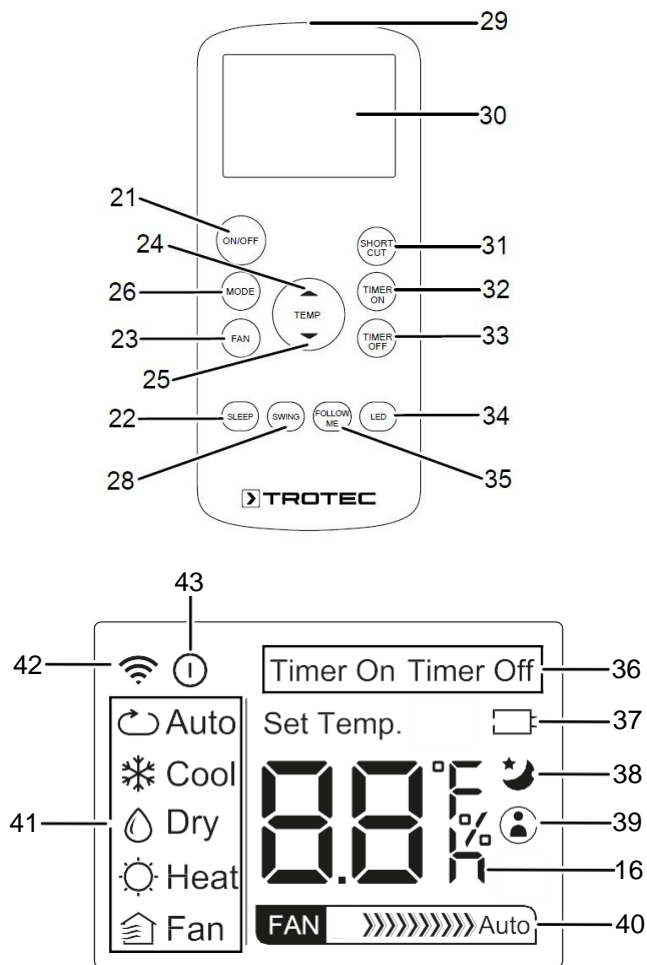 29
30
21
24
ON/OFF
SHORT CUT
31
26
MODE
TEMP
TIMER ON
32
23
FAN
TIMER OFF
33
25
22
SLEEP
SWING
FOLLOW ME
LED
34
28
35
TROTEC
43
42
Timer On Timer Off
36
Auto
Set Temp.
37
Cool
8.8°F
38
41
Dry
%
39
Heat
h
16
Fan
FAN
Auto
40